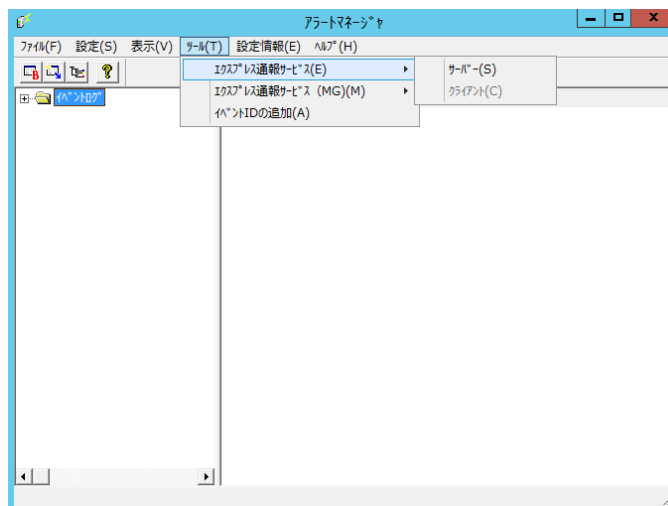 アラートマネージャ
ファイル(F) 設定(S) 表示(V) ツール(T) 設定情報(E) ヘルプ(H)
エクスプレス通報サービス(E)
サーバー(S)
イベントログ
エクスプレス通報サービス (MG)(M)
クライアント(C)
イベントIDの追加(A)